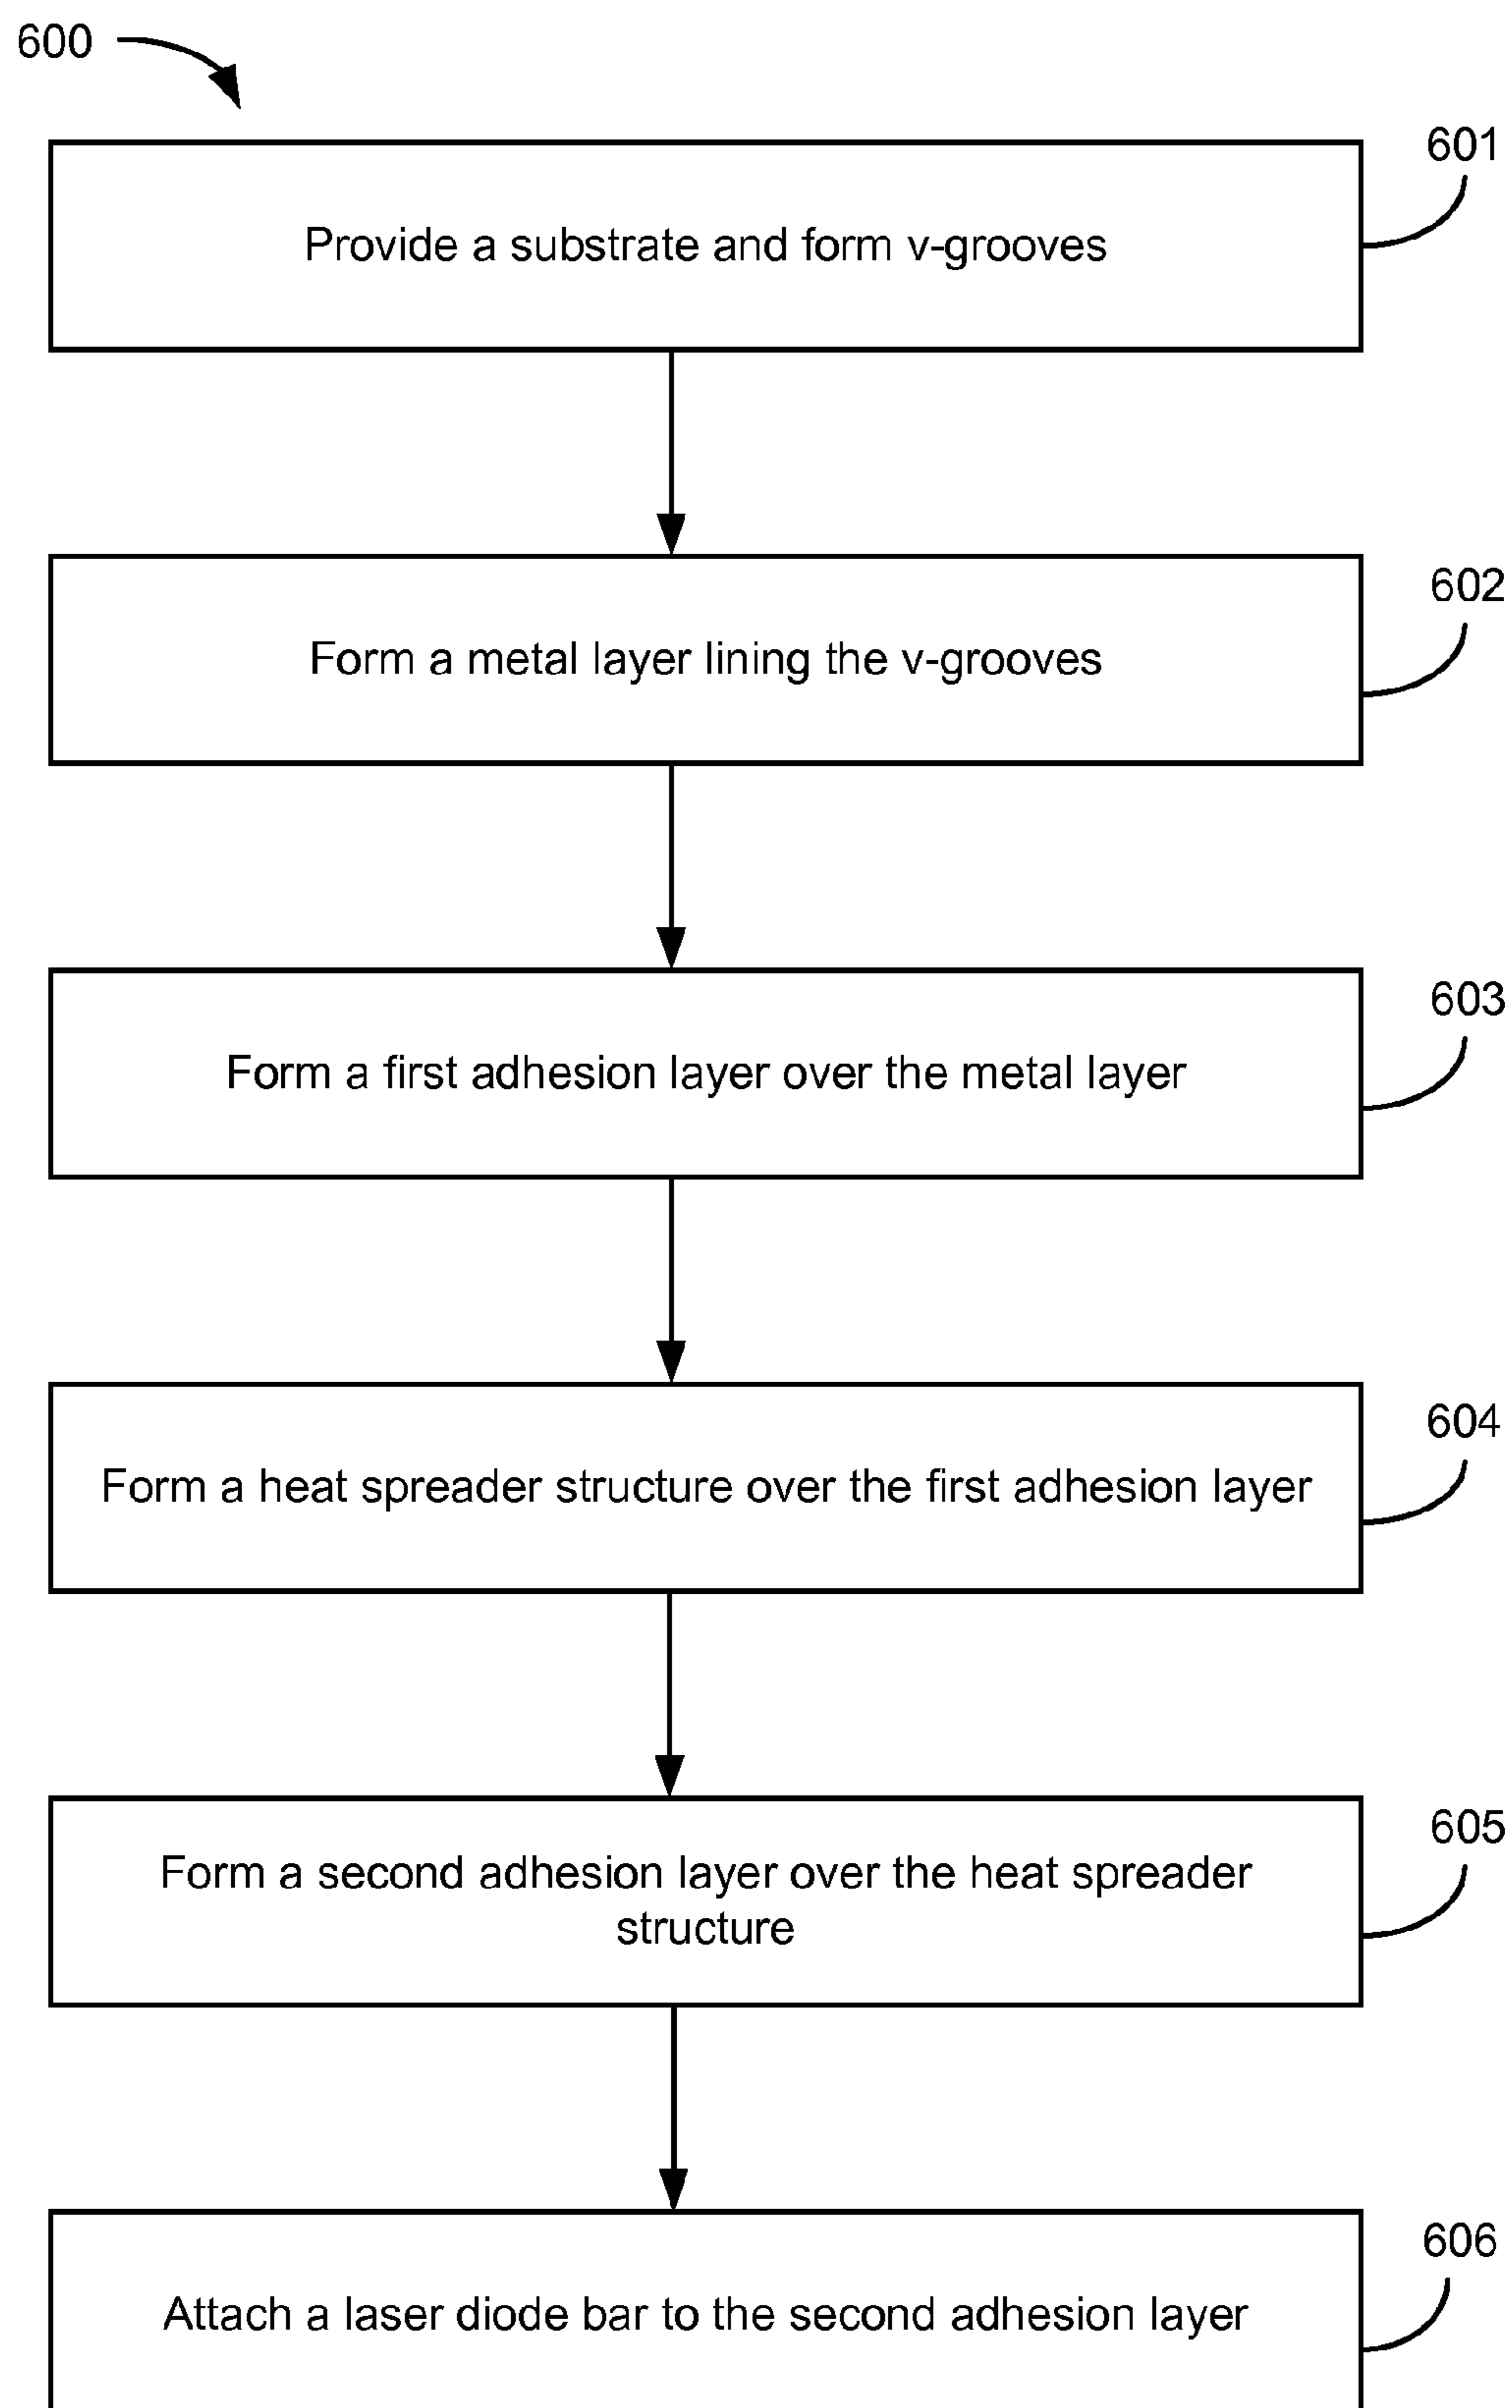 600
601
Provide a substrate and form v-grooves
602
Form a metal layer lining the v-grooves
603
Form a first adhesion layer over the metal layer
604
Form a heat spreader structure over the first adhesion layer
605
Form a second adhesion layer over the heat spreader
structure
606
Attach a laser diode bar to the second adhesion layer